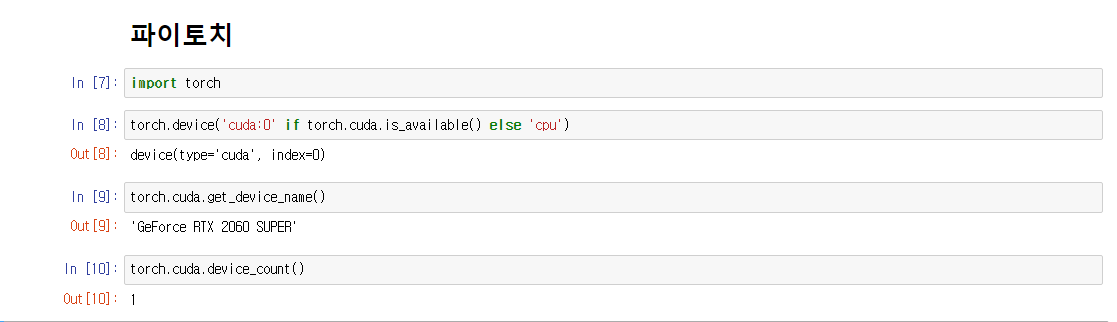 파이토치
In [7]: import torch
In [8]: torch.device('cuda:0' if torch.cuda.is_available() else 'cpu')
Out[8]: device(type='cuda', index=0)
In [9]: torch.cuda.get_device_name()
Out[9]: 'GeForce RTX 2060 SUPER'
In [10]: torch.cuda.device_count()
Out[10]: 1